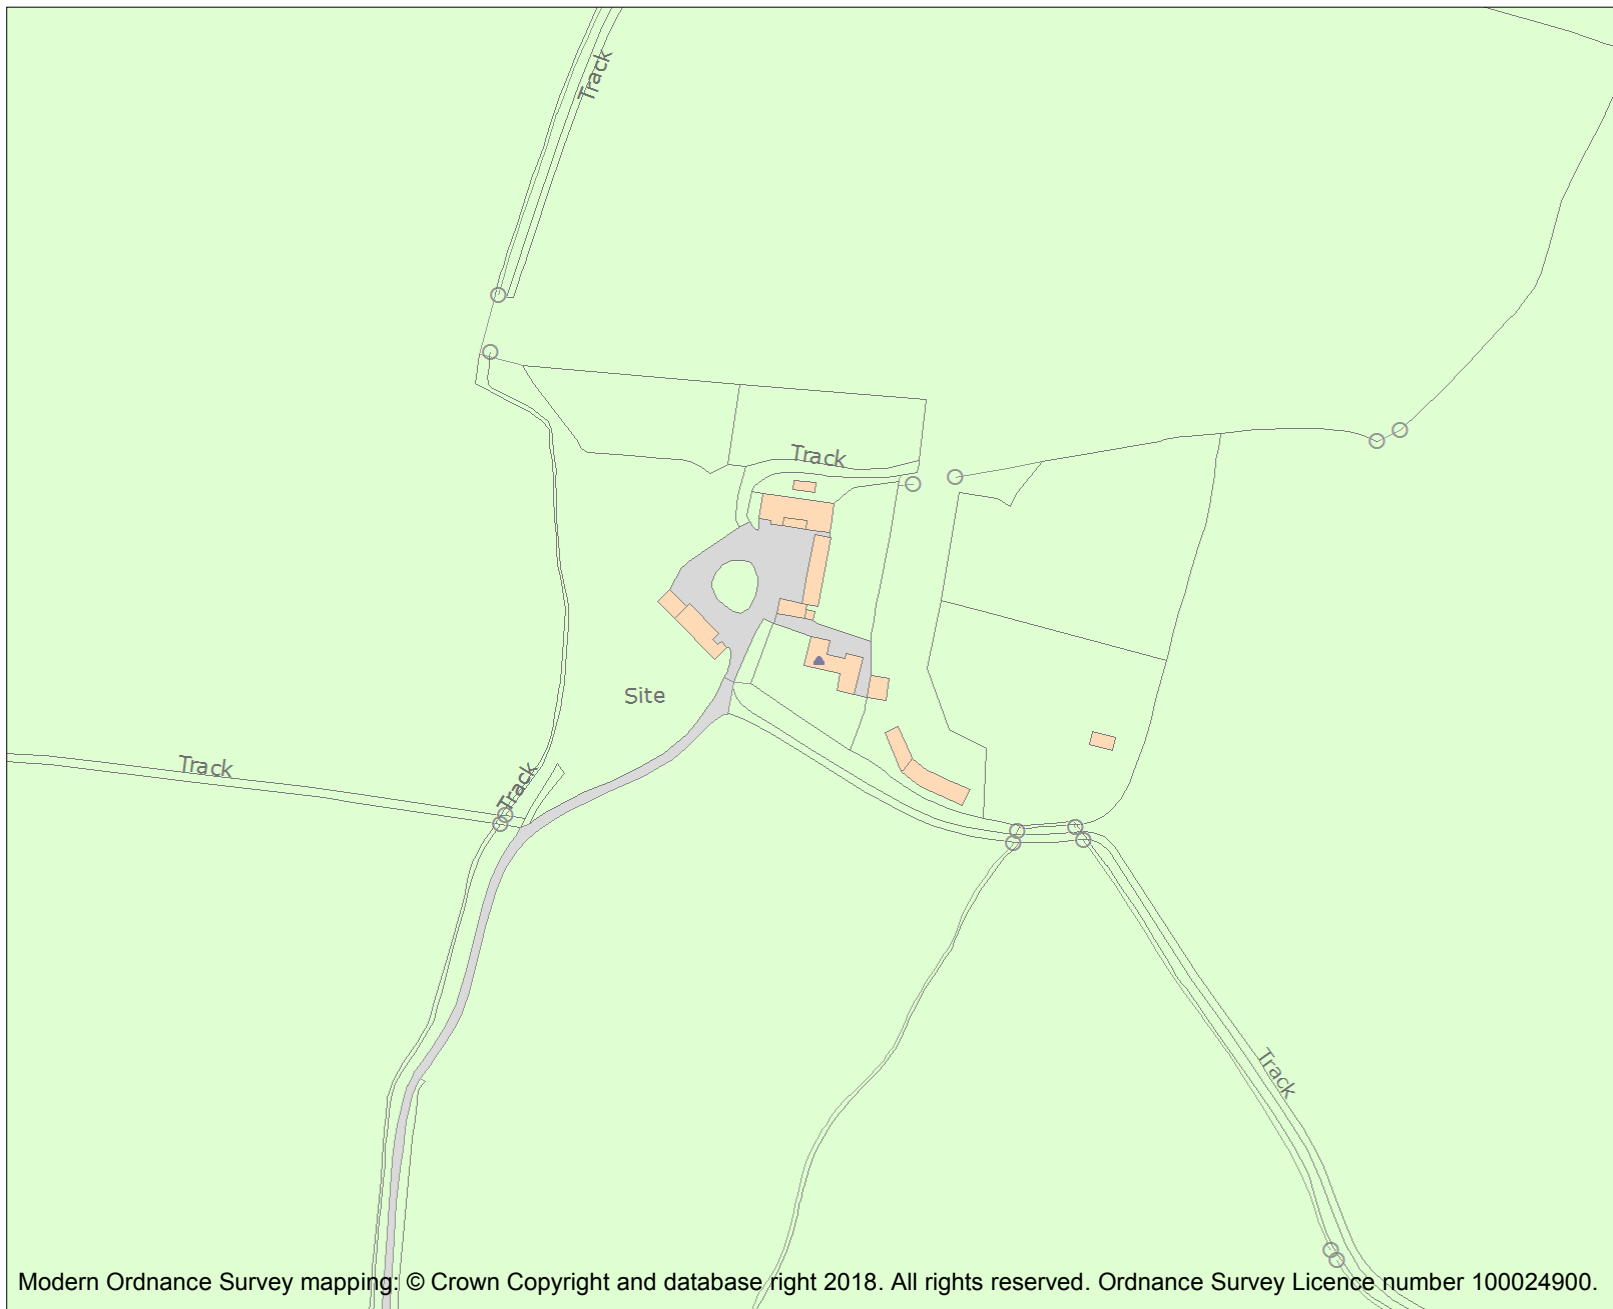 Track
Track
Site
Track
Track
Track
Modern Ordnance Survey mapping: © Crown Copyright and database right 2018. All rights reserved. Ordnance Survey Licence number 100024900.